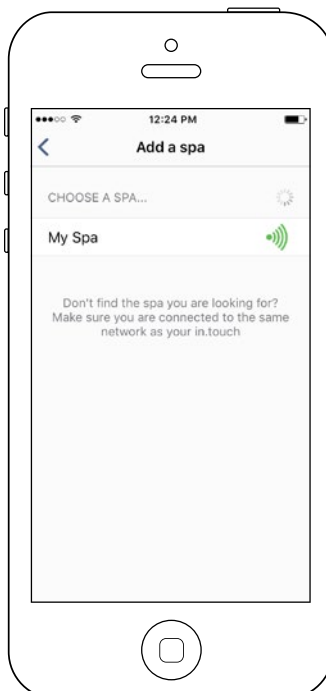 12:24 PM
Add a spa
CHOOSE A SPA...
My Spa
Don't find the spa you are looking for?
Make sure you are connected to the same
network as your in.touch